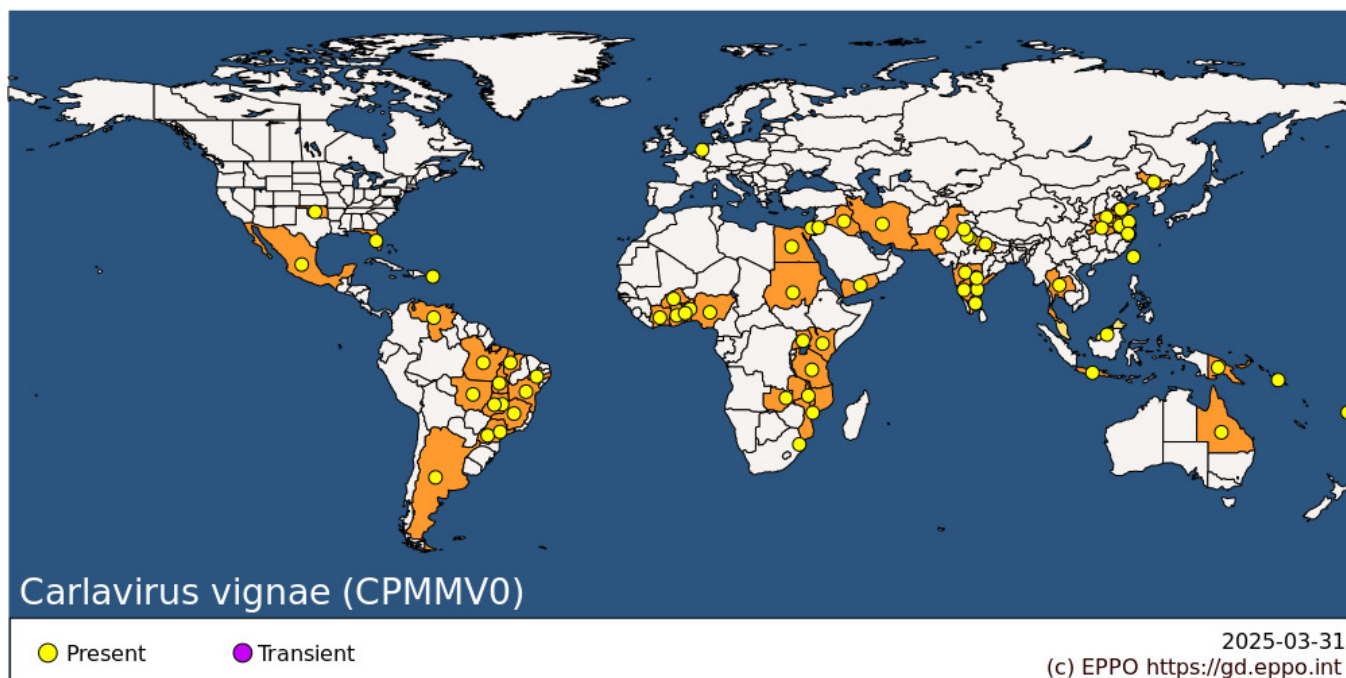 Carlavirus vignae (CPMMV0)
Present
Transient
2025-03-31
(c) EPPO https://gd.eppo.int